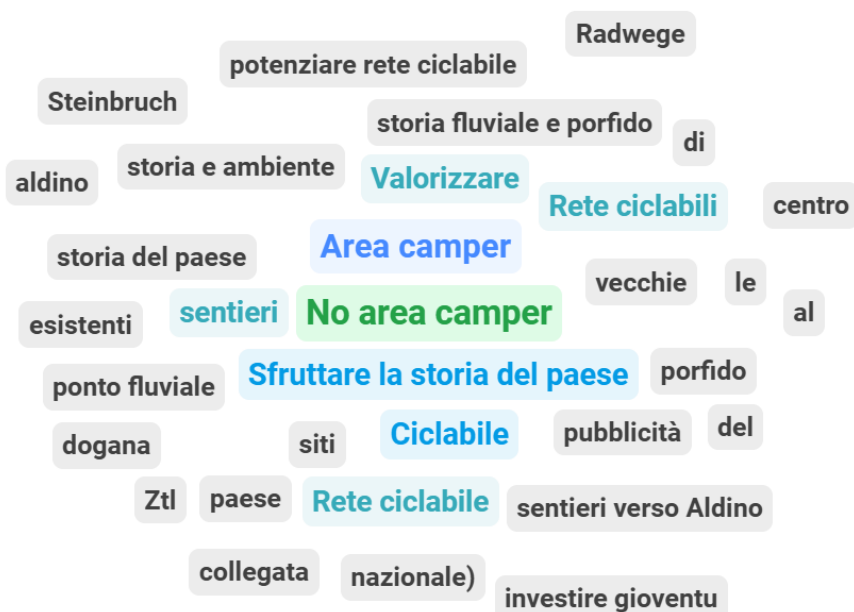 Radwege
potenziare rete ciclabile
Steinbruch
storia fluviale e porfido
di
storia e ambiente
Valorizzare
aldino
Rete ciclabili
centro
Area camper
storia del paese
vecchie
le
sentieri
No area camper
al
esistenti
Sfruttare la storia del paese
porfido
ponto fluviale
dogana
siti
Ciclabile
pubblicità
del
Ztl
paese
Rete ciclabile
sentieri verso Aldino
collegata
nazionale)
investire gioventu